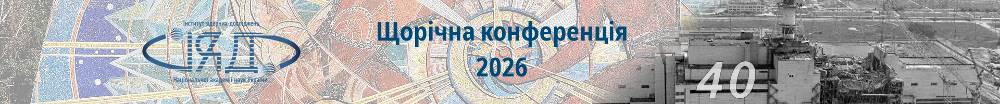 Інститут ядерних досліджень
ІЯД
Національної академії наук України
Щорічна конференція
2026
40